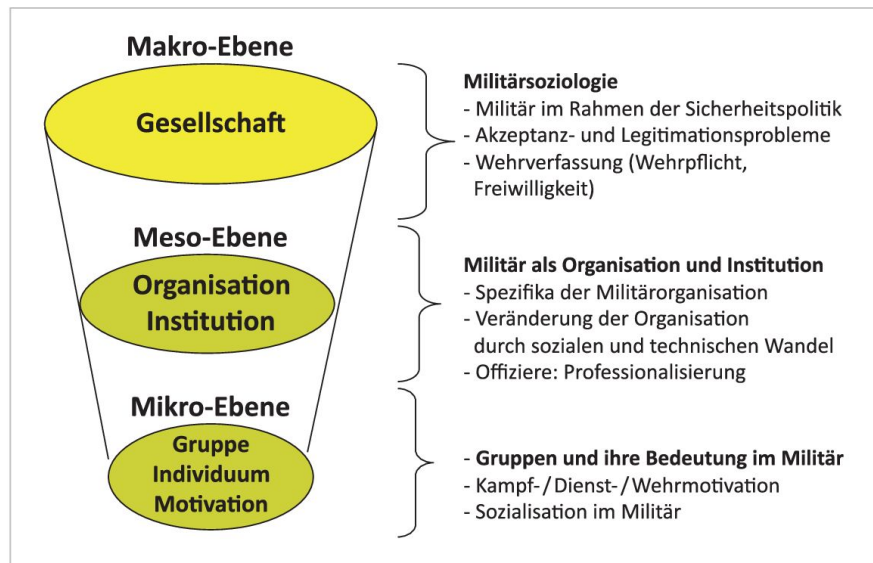 Makro-Ebene
Gesellschaft
Militärsoziologie
- Militär im Rahmen der Sicherheitspolitik
- Akzeptanz- und Legitimationsprobleme
- Wehrverfassung (Wehrpflicht,
Freiwilligkeit)
Meso-Ebene
Organisation
Institution
Militär als Organisation und Institution
- Spezifika der Militärorganisation
- Veränderung der Organisation
durch sozialen und technischen Wandel
- Offiziere: Professionalisierung
Mikro-Ebene
Gruppe
Individuum
Motivation
- Gruppen und ihre Bedeutung im Militär
- Kampf-/Dienst-/Wehrmotivation
- Sozialisation im Militär